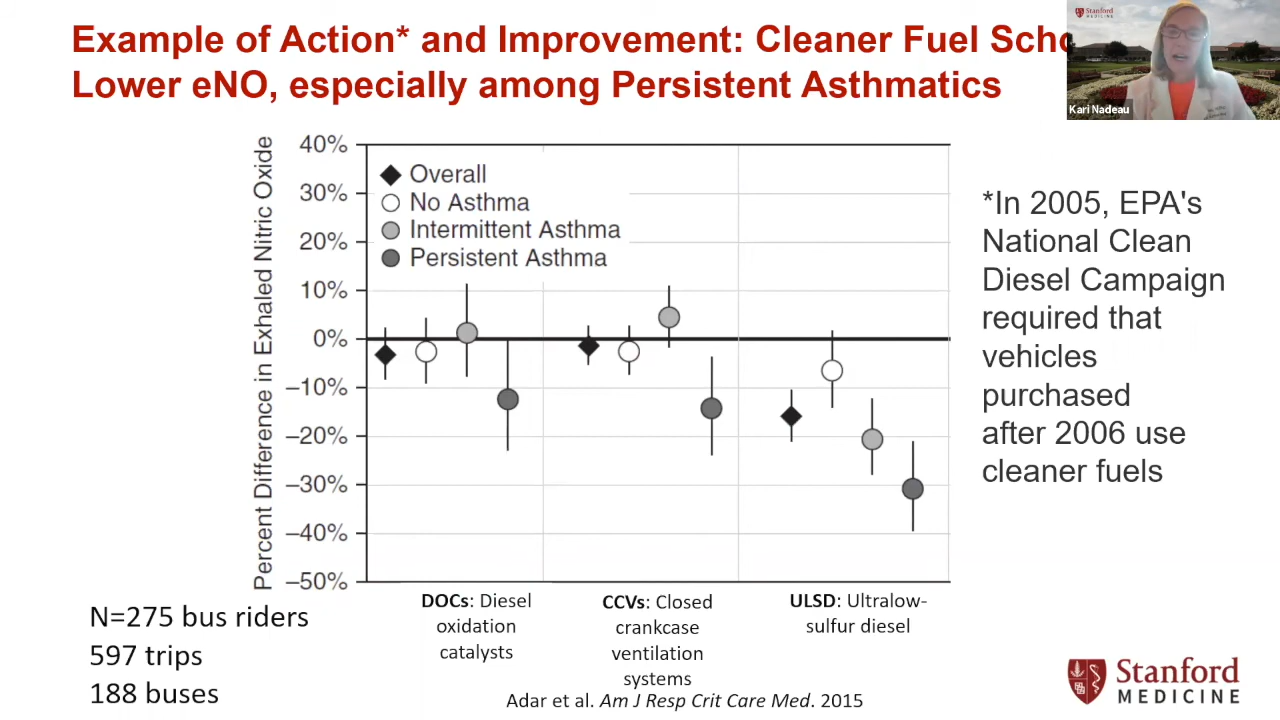 Example of Action* and Improvement: Cleaner Fuel
Lower eNO, especially among Persistent Asthmatics
Stanford
MEDICINE
Kari Nadeau
Percent Difference in Exhaled Nitric Oxide
40%
30%
20%
10%
0%
–10%
–20%
–30%
–40%
–50%
Overall
No Asthma
Intermittent Asthma
Persistent Asthma
*In 2005, EPA's
National Clean
Diesel Campaign
required that
vehicles
purchased
after 2006 use
cleaner fuels
DOCs: Diesel
oxidation
catalysts
CCVs: Closed
crankcase
ventilation
systems
ULSD: Ultralow-
sulfur diesel
N=275 bus riders
597 trips
188 buses
Adar et al. Am J Resp Crit Care Med. 2015
Stanford
MEDICINE